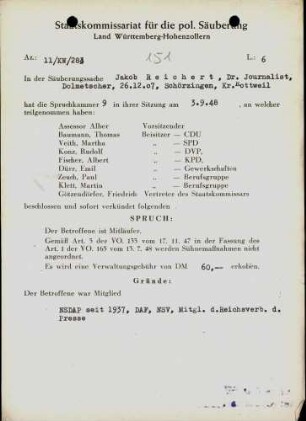 Staatskommissariat für die pol. Säuberung
Land Württemberg-Hohenzollern
Az.: 11/KW/283 151 L: 6
In der Säuberungssache Jakob Reichert, Dr. Journalist,
Dolmetscher, 26.12.07, Schörzingen, Kr.Rottweil
hat die Spruchkammer 9 in ihrer Sitzung am 3.9.48, an welcher
teilgenommen haben:
Assessor Alber Vorsitzender
Baumann, Thomas Beisitzer — CDU
Veith, Martha „ — SPD
Konz, Rudolf „ — DVP,
Fischer, Albert „ — KPD,
Dürr, Emil „ — Gewerkschaften
Zeeh, Paul „ — Berufsgruppe
Klett, Martin „ — Berufsgruppe
Götzendörfer, Friedrich Vertreter des Staatskommissars
beschlossen und sofort verkündet folgenden
SPRUCH:
Der Betroffene ist Mitläufer.
Gemäß Art. 3 der VO. 133 vom 17. 11. 47 in der Fassung des
Art. 1 der VO. 165 vom 13. 7. 48 werden Sühnemaßnahmen nicht
angeordnet.
Es wird eine Verwaltungsgebühr von DM 60,— erhoben.
Gründe:
Der Betroffene war Mitglied
NSDAP seit 1937, DAF, NSV, Mitgl. d.Reichsverb. d.
Presse